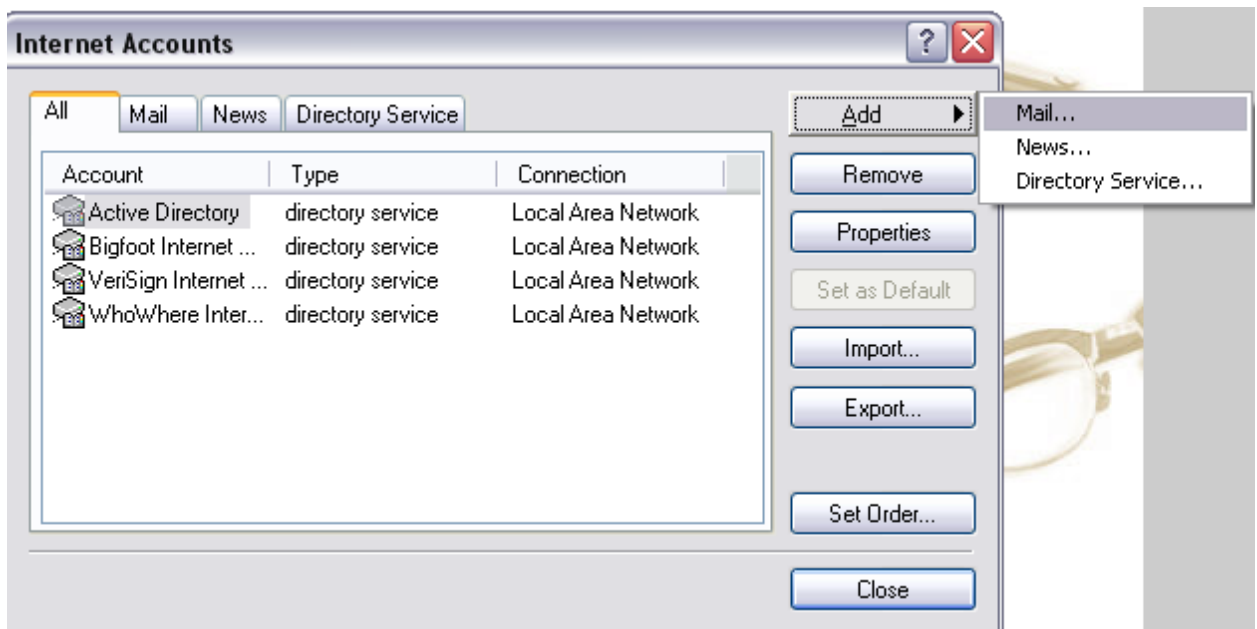 Internet Accounts
All Mail News Directory Service
Add
Mail...
News...
Directory Service...
Account Type Connection
Active Directory directory service Local Area Network
Bigfoot Internet ... directory service Local Area Network
VeriSign Internet ... directory service Local Area Network
WhoWhere Inter... directory service Local Area Network
Remove
Properties
Set as Default
Import...
Export...
Set Order...
Close